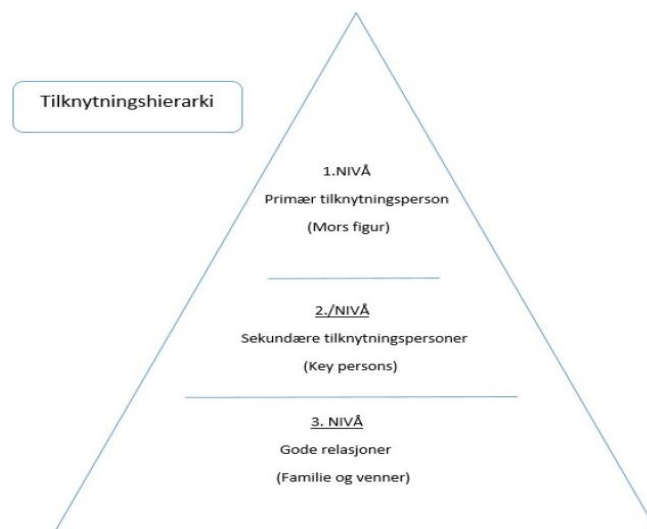 Tilknytningshierarki
1.NIVÅ
Primær tilknytningsperson
(Mors figur)
2./NIVÅ
Sekundære tilknytningspersoner
(Key persons)
3. NIVÅ
Gode relasjoner
(Familie og venner)